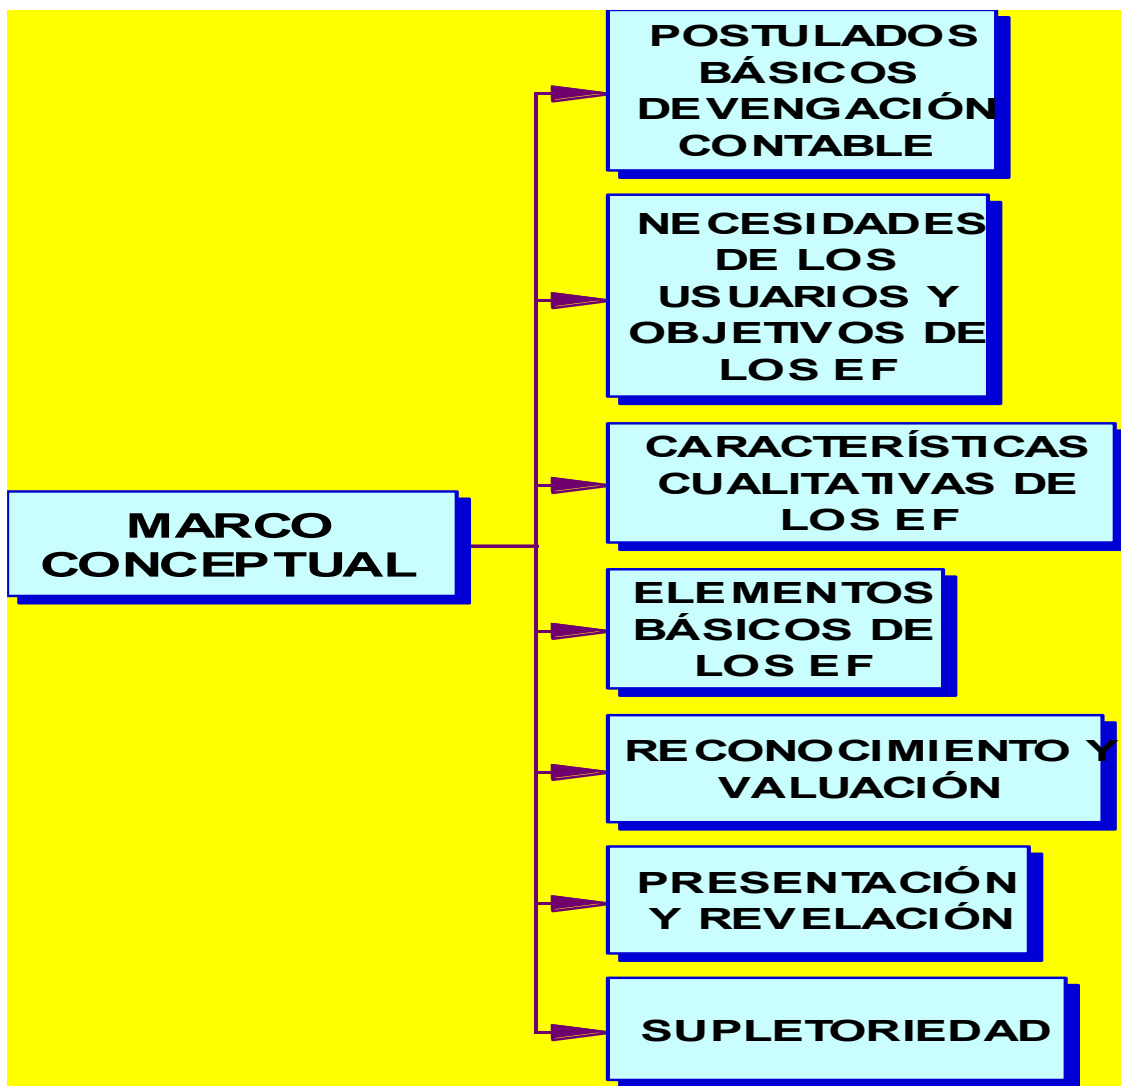 POSTULADOS
BÁSICOS
DEVENGACIÓN
CONTABLE
NECESIDADES
DE LOS
USUARIOS Y
OBJETIVOS DE
LOS EF
CARACTERÍSTICAS
CUALITATIVAS DE
LOS EF
MARCO
CONCEPTUAL
ELEMENTOS
BÁSICOS DE
LOS EF
RECONOCIMIENTO Y
VALUACIÓN
PRESENTACIÓN
Y REVELACIÓN
SUPLETORIEDAD